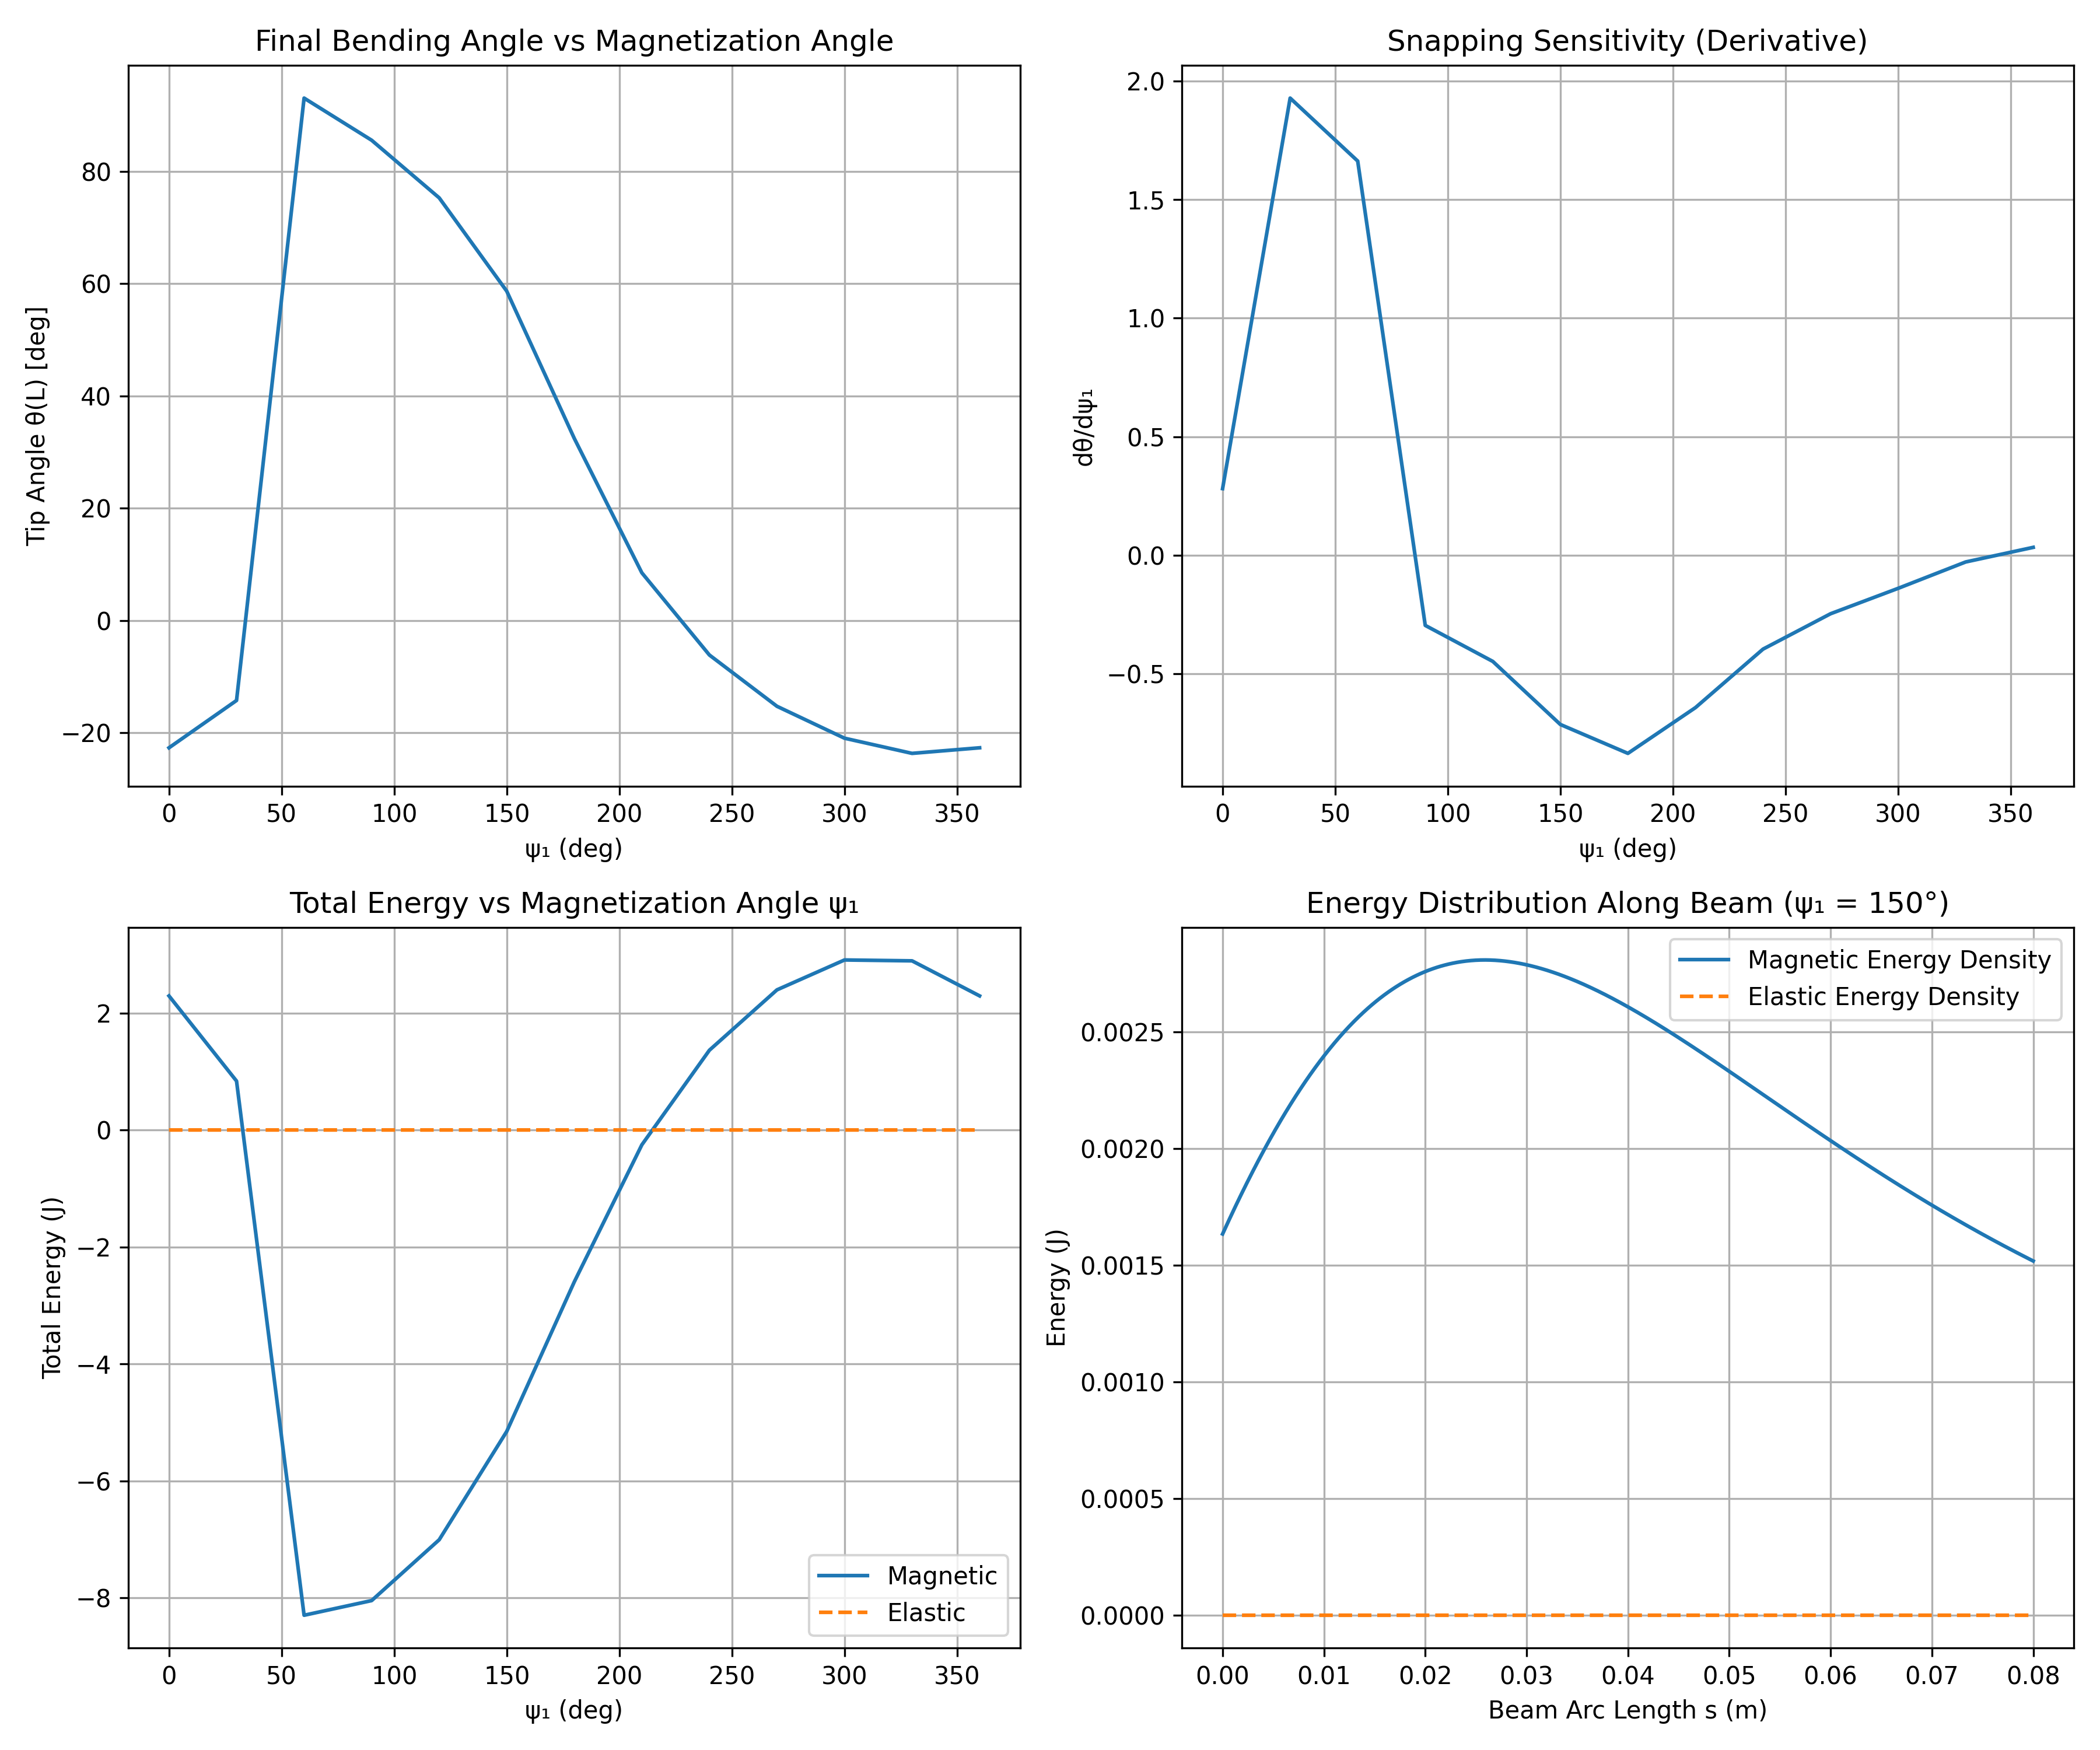 Final Bending Angle vs Magnetization Angle
Tip Angle θ(L) [deg]
80
60
40
20
0
−20
0 50 100 150 200 250 300 350
ψ₁ (deg)
Snapping Sensitivity (Derivative)
dθ/dψ₁
2.0
1.5
1.0
0.5
0.0
−0.5
0 50 100 150 200 250 300 350
ψ₁ (deg)
Total Energy vs Magnetization Angle ψ₁
Total Energy (J)
2
0
−2
−4
−6
−8
Magnetic
Elastic
0 50 100 150 200 250 300 350
ψ₁ (deg)
Energy Distribution Along Beam (ψ₁ = 150°)
Magnetic Energy Density
Elastic Energy Density
Energy (J)
0.0025
0.0020
0.0015
0.0010
0.0005
0.0000
0.00 0.01 0.02 0.03 0.04 0.05 0.06 0.07 0.08
Beam Arc Length s (m)